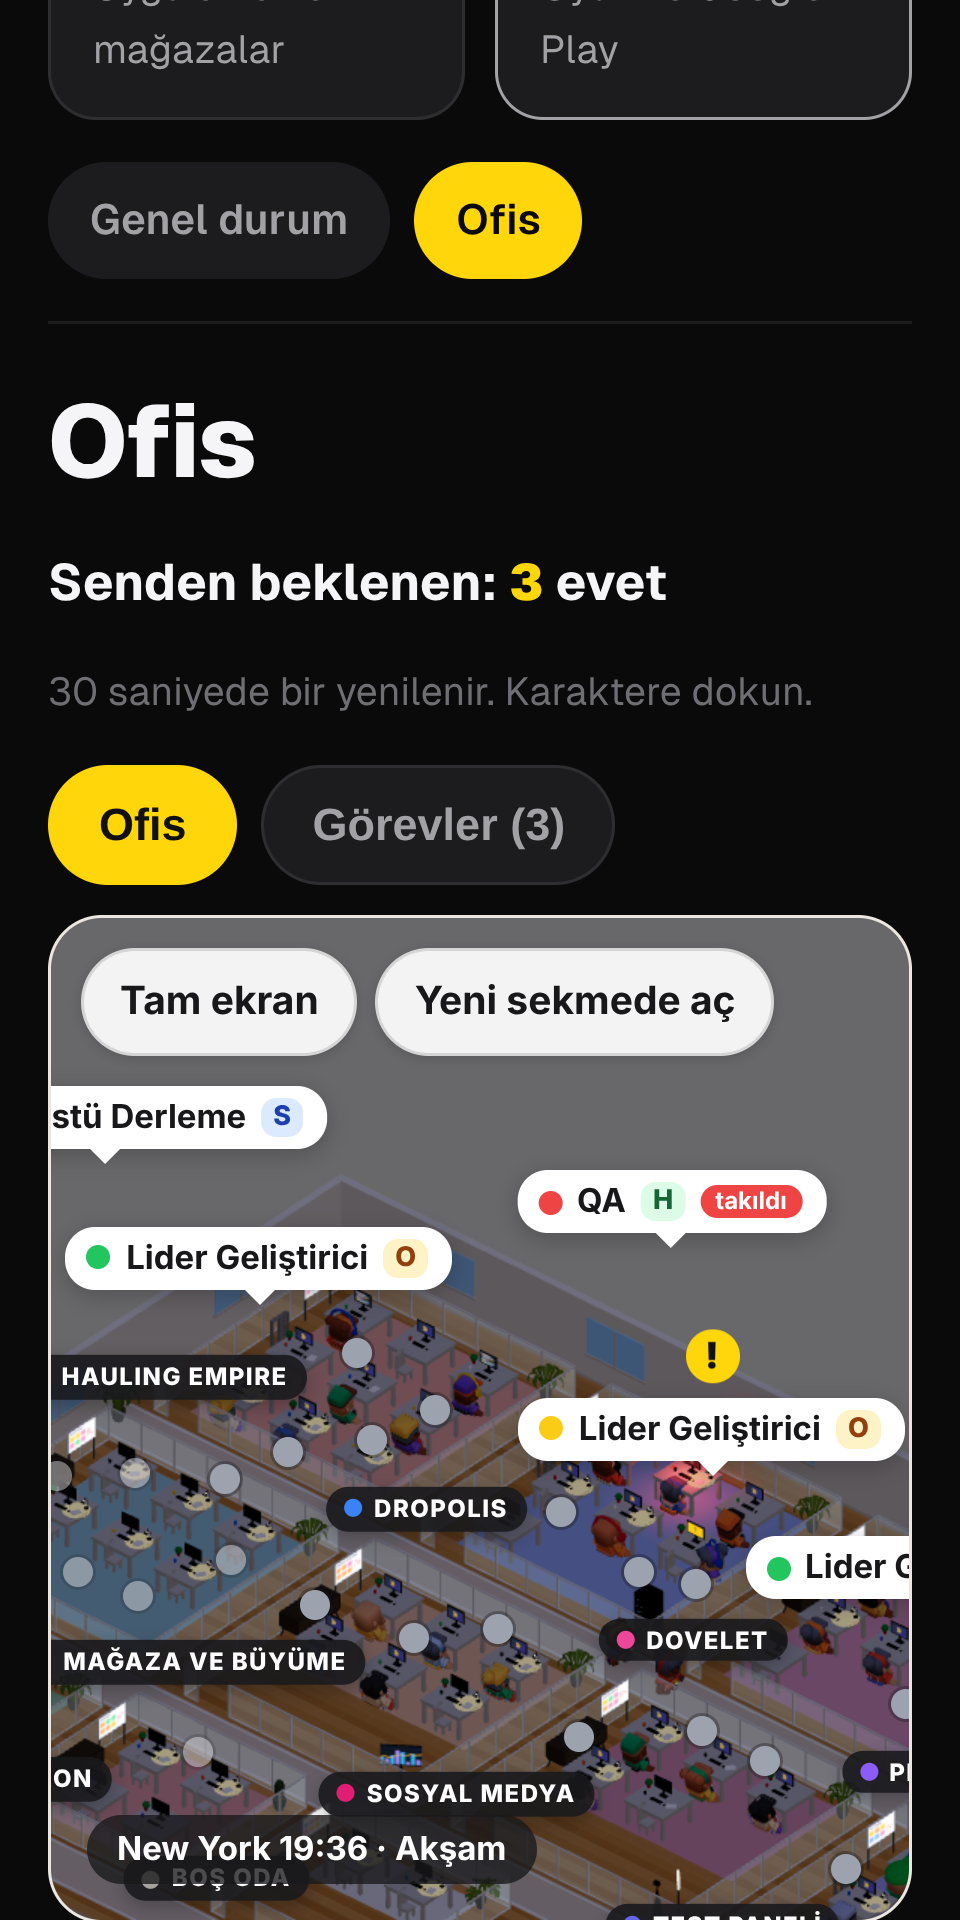 mağazalar
Play
Genel durum
Ofis
Ofis
Senden beklenen: 3 evet
30 saniyede bir yenilenir. Karaktere dokun.
Ofis
Görevler (3)
Tam ekran
Yeni sekmede aç
stü Derleme S
QA H takıldı
Lider Geliştirici O
!
HAULING EMPIRE
Lider Geliştirici O
DROPOLIS
Lider G
DOVELET
MAĞAZA VE BÜYÜME
ON
SOSYAL MEDYA
New York 19:36 · Akşam
BOŞ ODA
TEST PANELİ